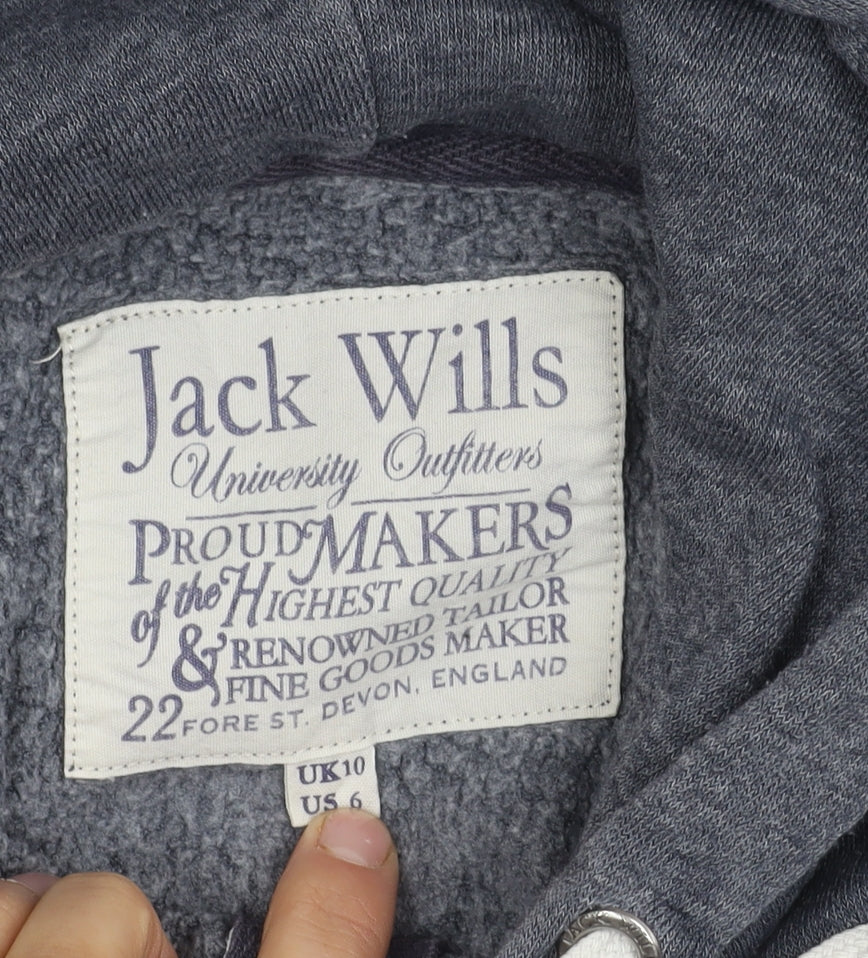 Jack Wills
University Outfitters
PROUD MAKERS
of the HIGHEST QUALITY
& RENOWNED TAILOR
FINE GOODS MAKER
22 FORE ST. DEVON, ENGLAND
UK 10
US 6